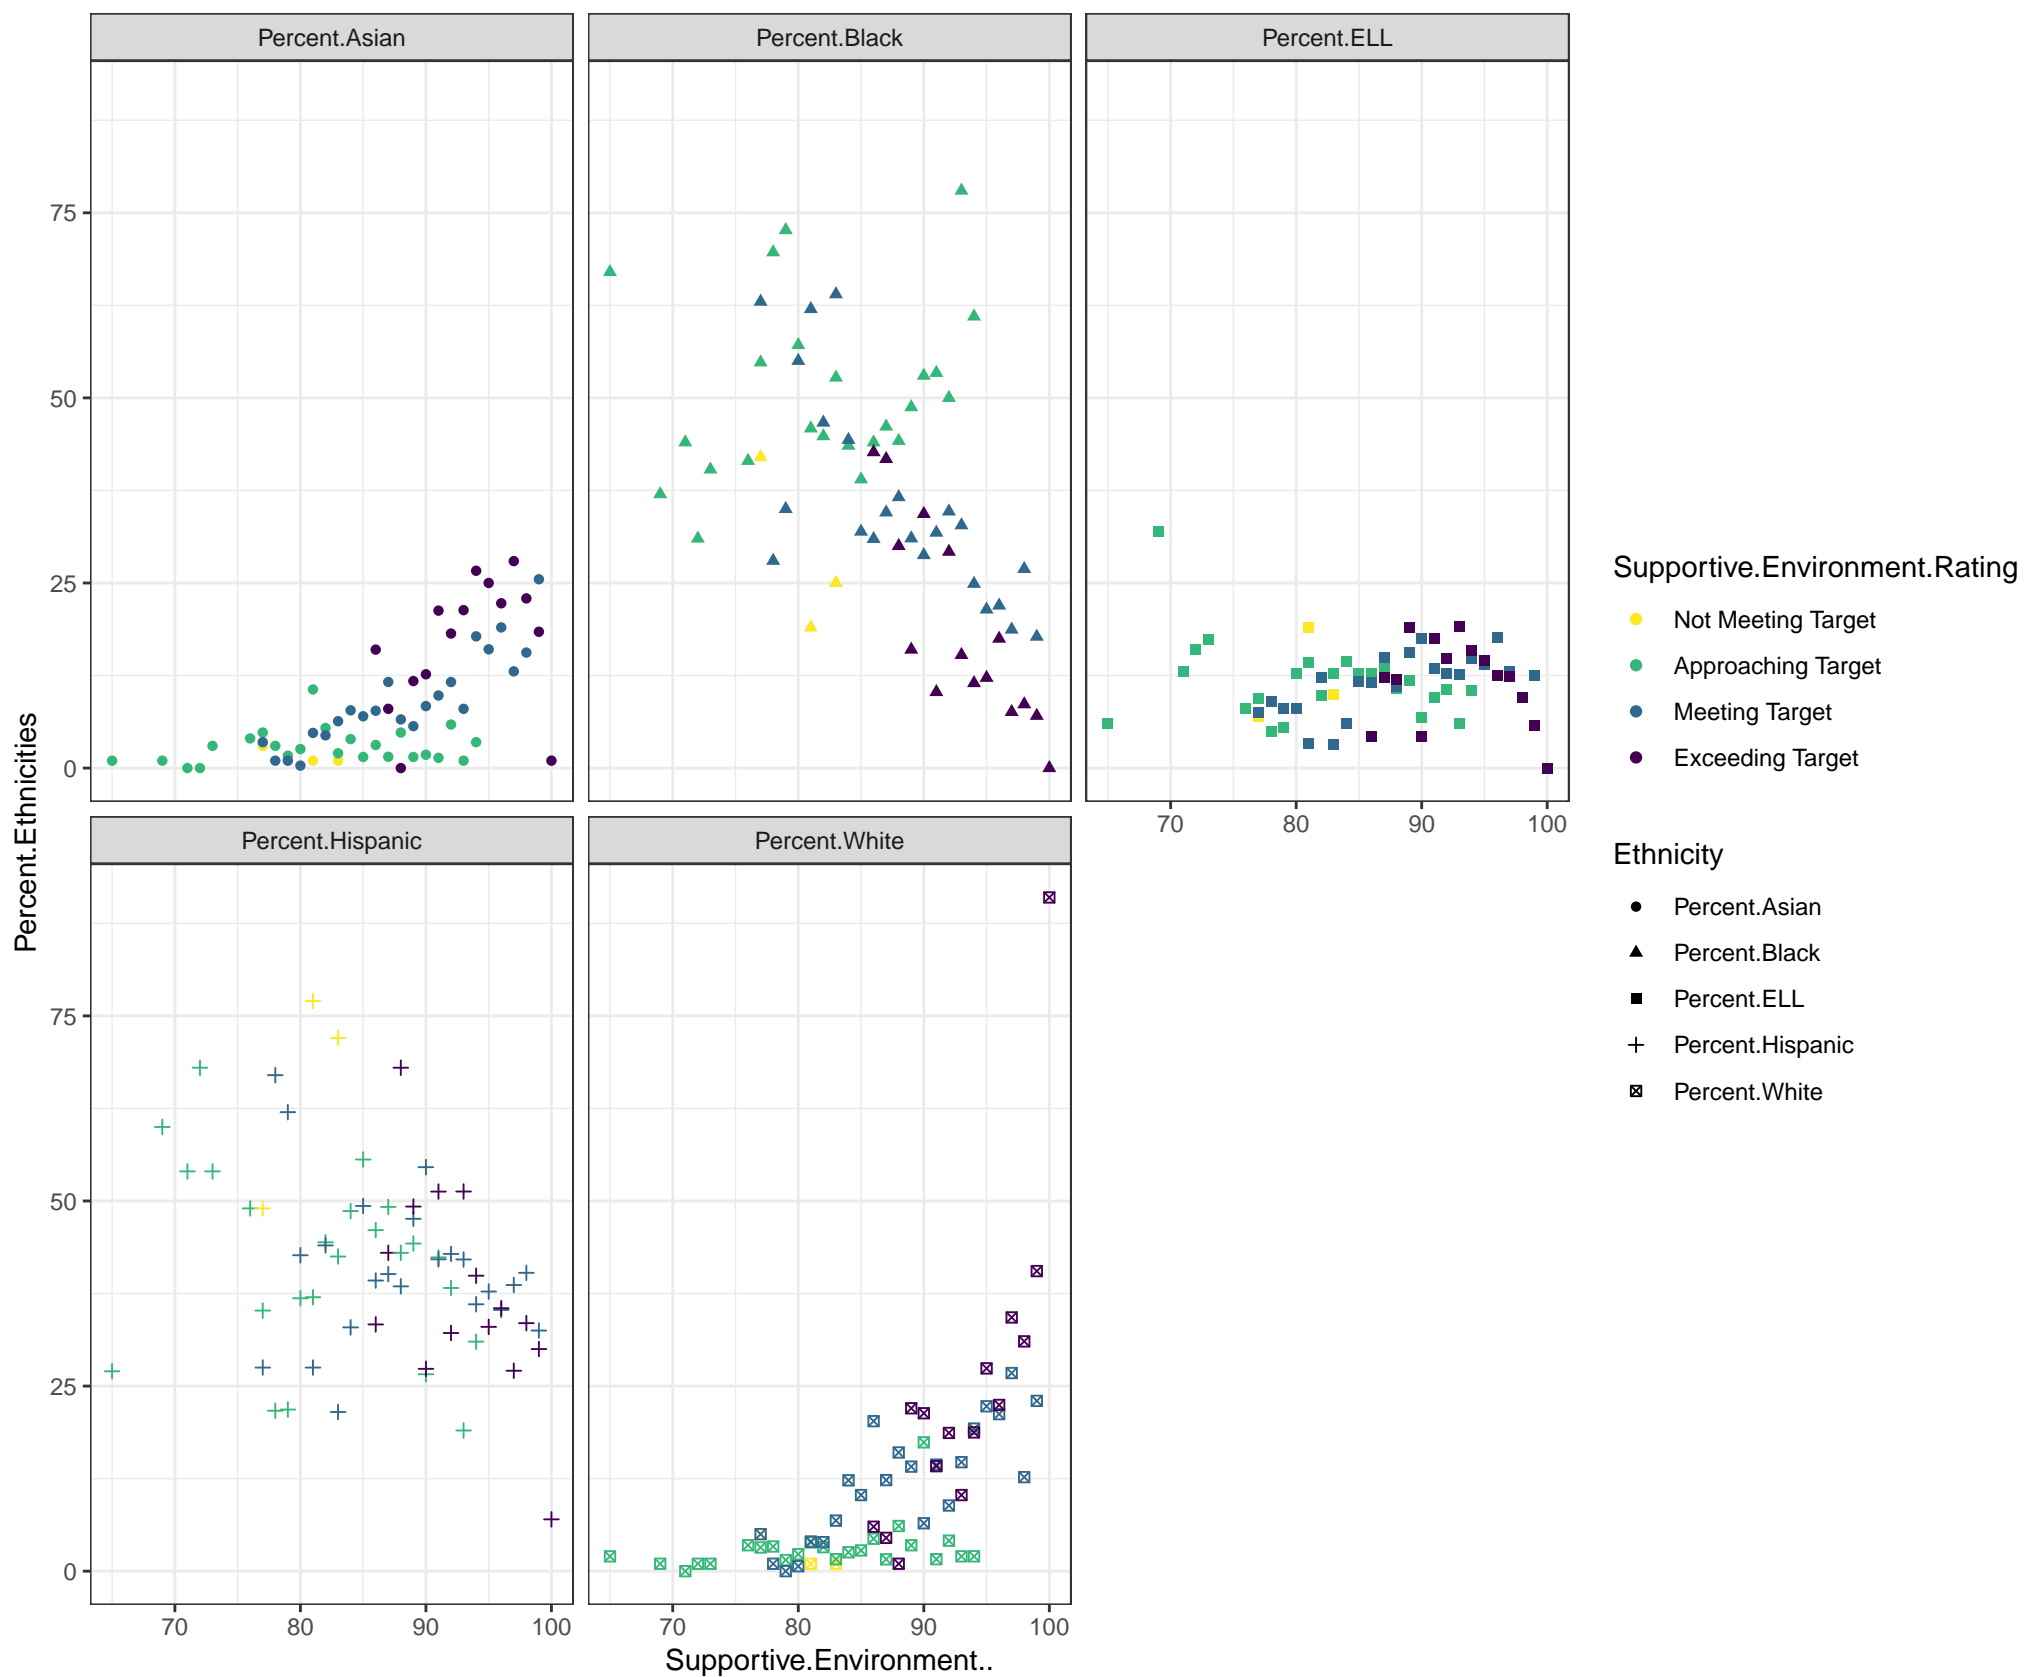 Percent.Asian
Percent.Black
Percent.ELL
75
50
25
0
70 80 90 100
Percent.Hispanic
Percent.White
75
50
25
0
70 80 90 100
70 80 90 100
Supportive.Environment..
Percent.Ethnicities
Supportive.Environment.Rating
Not Meeting Target
Approaching Target
Meeting Target
Exceeding Target
Ethnicity
Percent.Asian
Percent.Black
Percent.ELL
Percent.Hispanic
Percent.White